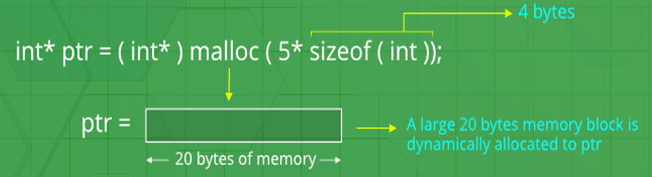 4 bytes
int* ptr = ( int* ) malloc ( 5* sizeof ( int ));
ptr =
A large 20 bytes memory block is
dynamically allocated to ptr
20 bytes of memory